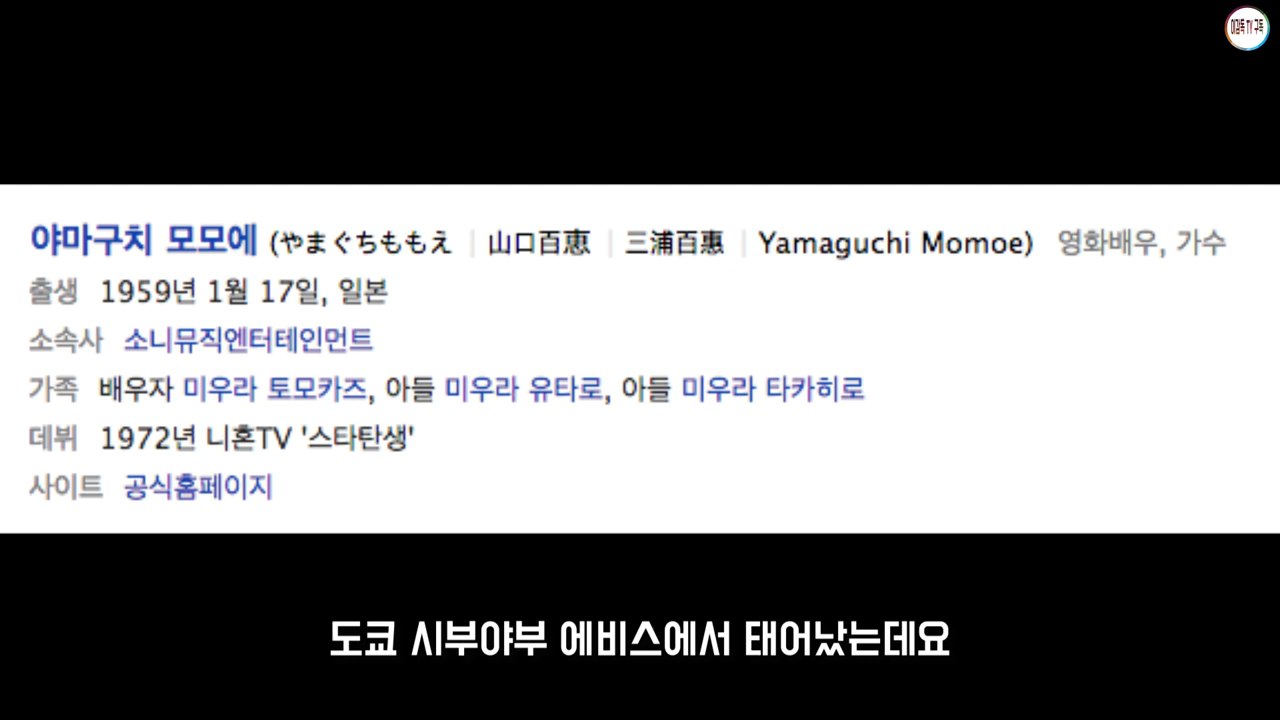 이감독 TV 구독
야마구치 모모에 (やまぐちももえ | 山口百恵 | 三浦百惠 | Yamaguchi Momoe) 영화배우, 가수
출생 1959년 1월 17일, 일본
소속사 소니뮤직엔터테인먼트
가족 배우자 미우라 토모카즈, 아들 미우라 유타로, 아들 미우라 타카히로
데뷔 1972년 니혼TV '스타탄생'
사이트 공식홈페이지
도쿄 시부야부 에비스에서 태어났는데요